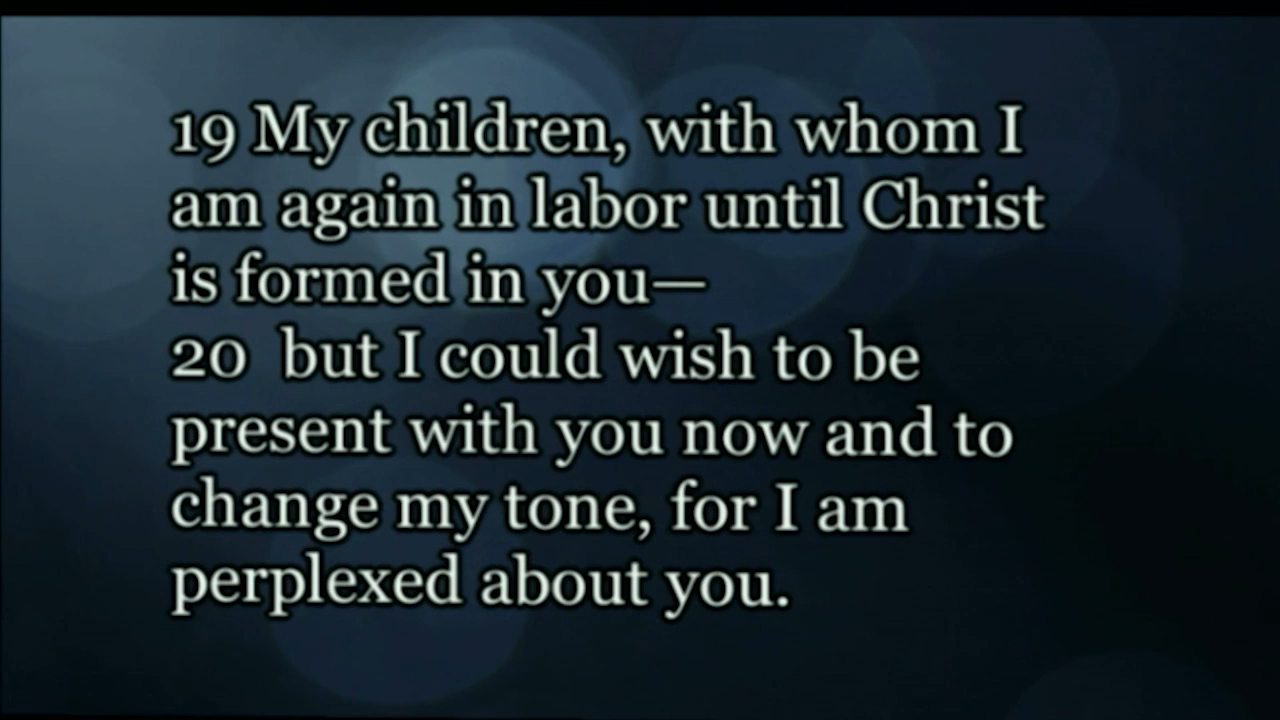 19 My children, with whom I
am again in labor until Christ
is formed in you—
20  but I could wish to be
present with you now and to
change my tone, for I am
perplexed about you.